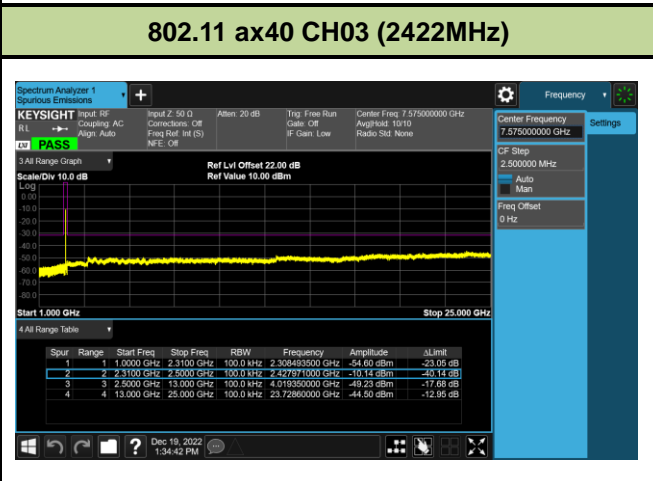 802.11 ax40 CH03 (2422MHz)
Spectrum Analyzer 1
Spurious Emissions
+
Frequency
KEYSIGHT
R L
LXI PASS
Input: RF
Coupling: AC
Align: Auto
Input Z: 50 Ω
Corrections: Off
Freq Ref: Int (S)
NFE: Off
Atten: 20 dB
Trig: Free Run
Gate: Off
IF Gain: Low
Center Freq: 7.575000000 GHz
Avg|Hold: 10/10
Radio Std: None
Center Frequency
7.575000000 GHz
Settings
CF Step
2.500000 MHz
Auto
Man
Freq Offset
0 Hz
3 All Range Graph
Scale/Div 10.0 dB
Ref Lvl Offset 22.00 dB
Ref Value 10.00 dBm
Log
0.00
-10.0
-20.0
-30.0
-40.0
-50.0
-60.0
-70.0
-80.0
Start 1.000 GHz Stop 25.000 GHz
4 All Range Table
Spur Range Start Freq Stop Freq RBW Frequency Amplitude ΔLimit
1 1 1.0000 GHz 2.3100 GHz 100.0 kHz 2.308493500 GHz -54.60 dBm -23.05 dB
2 2 2.3100 GHz 2.5000 GHz 100.0 kHz 2.427971000 GHz -10.14 dBm -40.14 dB
3 3 2.5000 GHz 13.000 GHz 100.0 kHz 4.019350000 GHz -49.23 dBm -17.68 dB
4 4 13.000 GHz 25.000 GHz 100.0 kHz 23.72860000 GHz -44.50 dBm -12.95 dB
?
Dec 19, 2022
1:34:42 PM